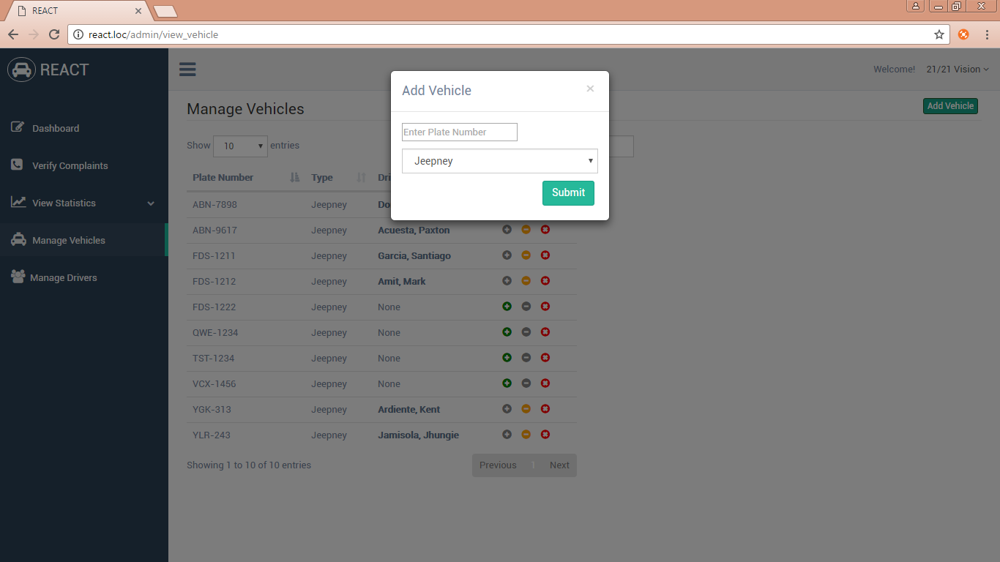 REACT
react.loc/admin/view_vehicle
REACT
Welcome! 21/21 Vision
Add Vehicle
Manage Vehicles
Add Vehicle
Dashboard
Enter Plate Number
Show 10 entries
Jeepney
Verify Complaints
Plate Number Type
Submit
View Statistics
ABN-7898 Jeepney
ABN-9617 Jeepney Acuesta, Paxton
Manage Vehicles
FDS-1211 Jeepney Garcia, Santiago
Manage Drivers
FDS-1212 Jeepney Amit, Mark
FDS-1222 Jeepney None
QWE-1234 Jeepney None
TST-1234 Jeepney None
VCX-1456 Jeepney None
YGK-313 Jeepney Ardiente, Kent
YLR-243 Jeepney Jamisola, Jhungie
Showing 1 to 10 of 10 entries Previous 1 Next